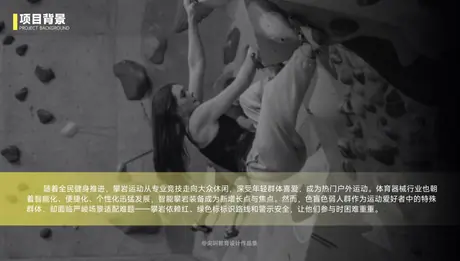 项目背景
PROJECT BACKGROUND
随着全民健身推进，攀岩运动从专业竞技走向大众休闲，深受年轻群体喜爱，成为热门户外运动。体育器械行业也朝
着智能化、便捷化、个性化迅猛发展，智能攀岩装备成为新增长点与焦点。然而，色盲色弱人群作为运动爱好者中的特殊
群体，却面临严峻场景适配难题——攀岩依赖红、绿色标标识路线和警示安全，让他们参与时困难重重。